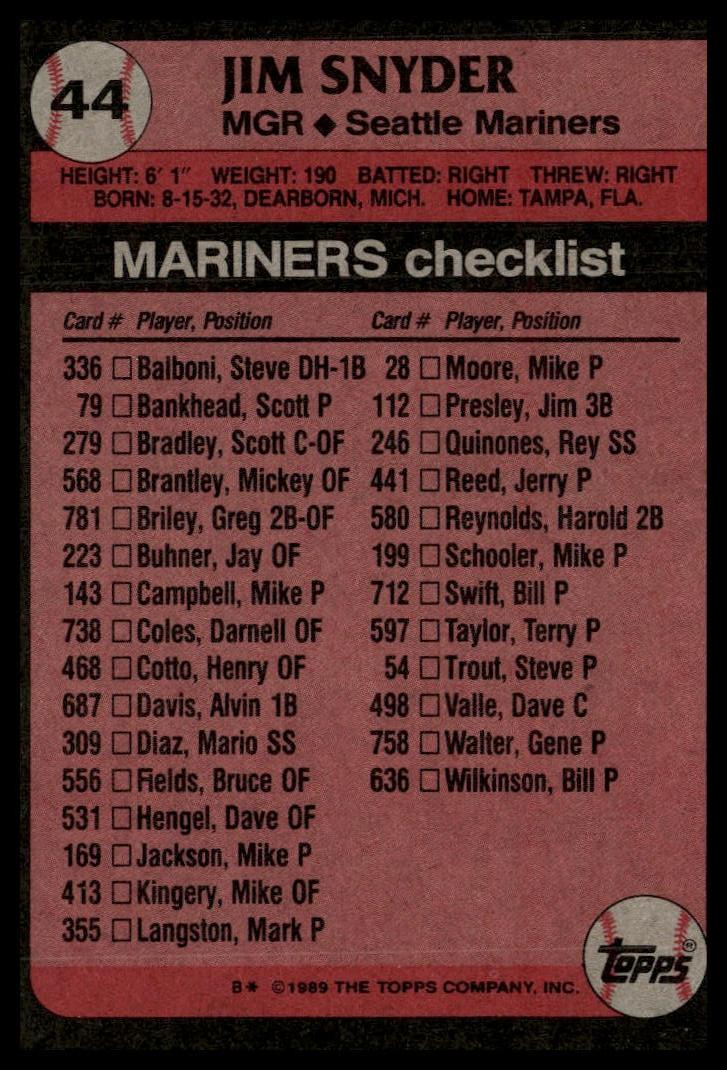 44
JIM SNYDER
MGR ◆ Seattle Mariners
HEIGHT: 6' 1" WEIGHT: 190 BATTED: RIGHT THREW: RIGHT
BORN: 8-15-32, DEARBORN, MICH. HOME: TAMPA, FLA.
MARINERS checklist
Card # Player, Position
336 □ Balboni, Steve DH-1B
79 □ Bankhead, Scott P
279 □ Bradley, Scott C-OF
568 □ Brantley, Mickey OF
781 □ Briley, Greg 2B-OF
223 □ Buhner, Jay OF
143 □ Campbell, Mike P
738 □ Coles, Darnell OF
468 □ Cotto, Henry OF
687 □ Davis, Alvin 1B
309 □ Diaz, Mario SS
556 □ Fields, Bruce OF
531 □ Hengel, Dave OF
169 □ Jackson, Mike P
413 □ Kingery, Mike OF
355 □ Langston, Mark P
Card # Player, Position
28 □ Moore, Mike P
112 □ Presley, Jim 3B
246 □ Quinones, Rey SS
441 □ Reed, Jerry P
580 □ Reynolds, Harold 2B
199 □ Schooler, Mike P
712 □ Swift, Bill P
597 □ Taylor, Terry P
54 □ Trout, Steve P
498 □ Valle, Dave C
758 □ Walter, Gene P
636 □ Wilkinson, Bill P
Topps®
B* ©1989 THE TOPPS COMPANY, INC.